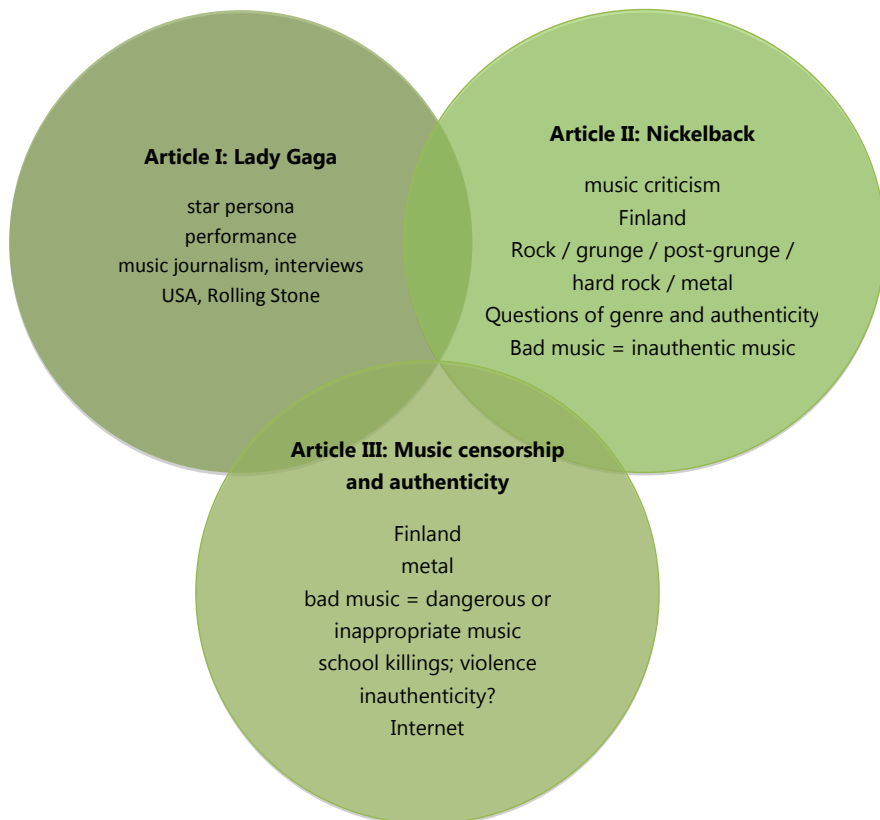 Article I: Lady Gaga
star persona
performance
music journalism, interviews
USA, Rolling Stone
Article II: Nickelback
music criticism
Finland
Rock / grunge / post-grunge /
hard rock / metal
Questions of genre and authenticity
Bad music = inauthentic music
Article III: Music censorship
and authenticity
Finland
metal
bad music = dangerous or
inappropriate music
school killings; violence
inauthenticity?
Internet